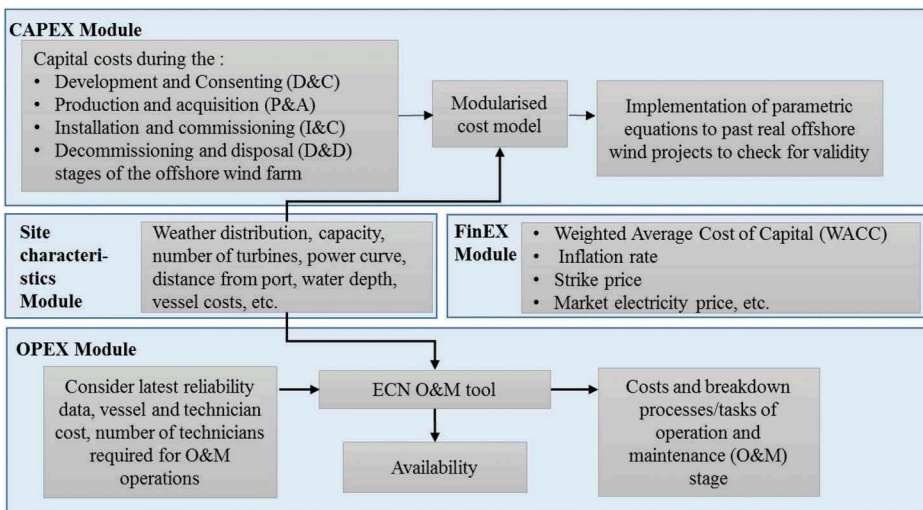 CAPEX Module
Capital costs during the :
• Development and Consenting (D&C)
• Production and acquisition (P&A)
• Installation and commissioning (I&C)
• Decommissioning and disposal (D&D)
stages of the offshore wind farm
Modularised
cost model
Implementation of parametric
equations to past real offshore
wind projects to check for validity
Site
characteri-
stics
Module
Weather distribution, capacity,
number of turbines, power curve,
distance from port, water depth,
vessel costs, etc.
FinEX
Module
• Weighted Average Cost of Capital (WACC)
• Inflation rate
• Strike price
• Market electricity price, etc.
OPEX Module
Consider latest reliability
data, vessel and technician
cost, number of technicians
required for O&M
operations
ECN O&M tool
Availability
Costs and breakdown
processes/tasks of
operation and
maintenance (O&M)
stage